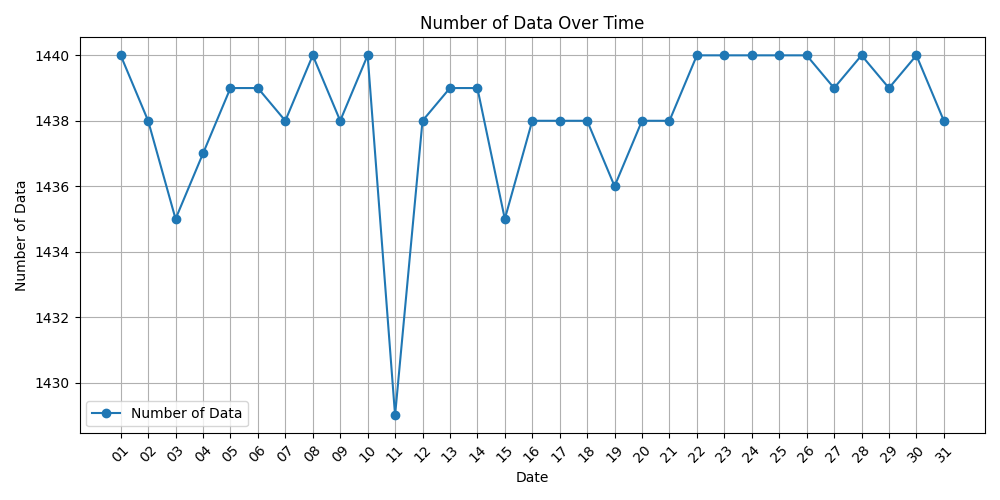 Number of Data Over Time
Number of Data
1440
1438
1436
1434
1432
1430
Number of Data
01 02 03 04 05 06 07 08 09 10 11 12 13 14 15 16 17 18 19 20 21 22 23 24 25 26 27 28 29 30 31
Date